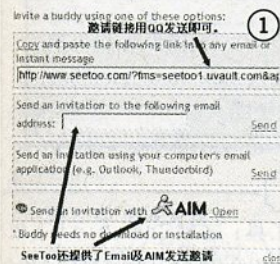 Invite a buddy using one of these options:
邀请链接用QQ发送即可。
①
Copy and paste the following link into any email or
instant message
http://www.seetoo.com/?fms=seetoo1.uvault.com&ap
Send an invitation to the following email
address:
Send
Send an invitation using your computer's email
application (e.g. Outlook, Thunderbird)
Send
Send an invitation with AIM Open
* Buddy needs no download or installation
SeeToo还提供了Email及AIM发送邀请
clos